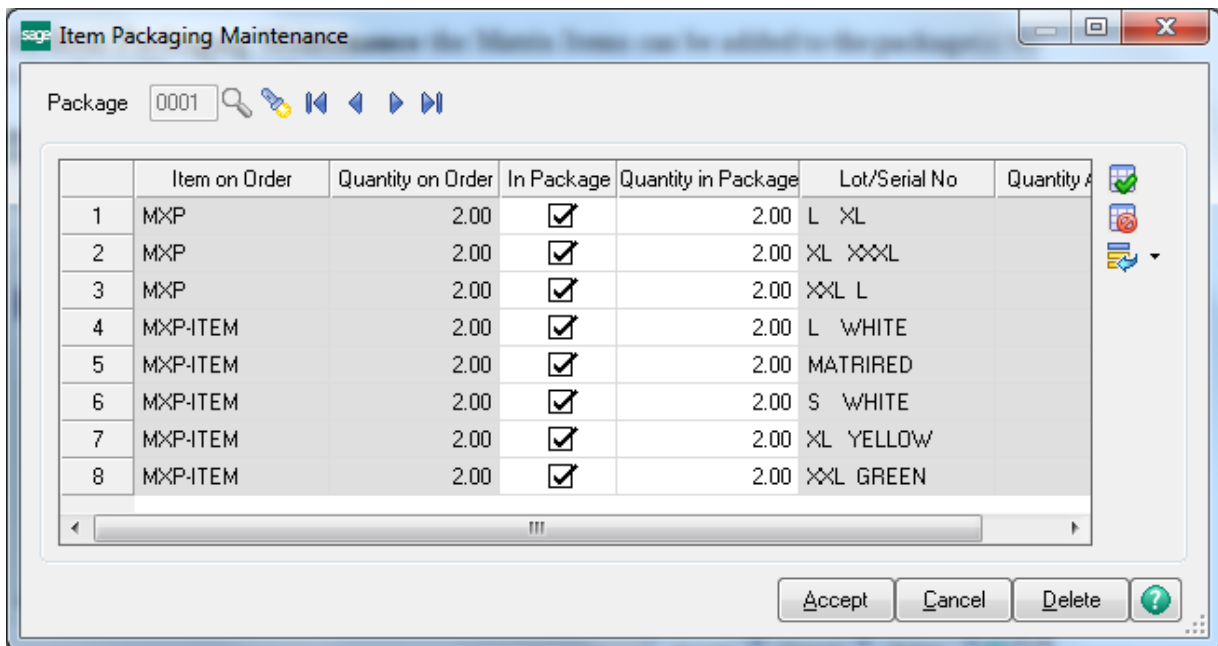 sage Item Packaging Maintenance
Package 0001
Item on Order Quantity on Order In Package Quantity in Package Lot/Serial No Quantity A
1 MXP 2.00 2.00 L XL
2 MXP 2.00 2.00 XL XXXL
3 MXP 2.00 2.00 XXL L
4 MXP-ITEM 2.00 2.00 L WHITE
5 MXP-ITEM 2.00 2.00 MATRIRED
6 MXP-ITEM 2.00 2.00 S WHITE
7 MXP-ITEM 2.00 2.00 XL YELLOW
8 MXP-ITEM 2.00 2.00 XXL GREEN
Accept Cancel Delete ?